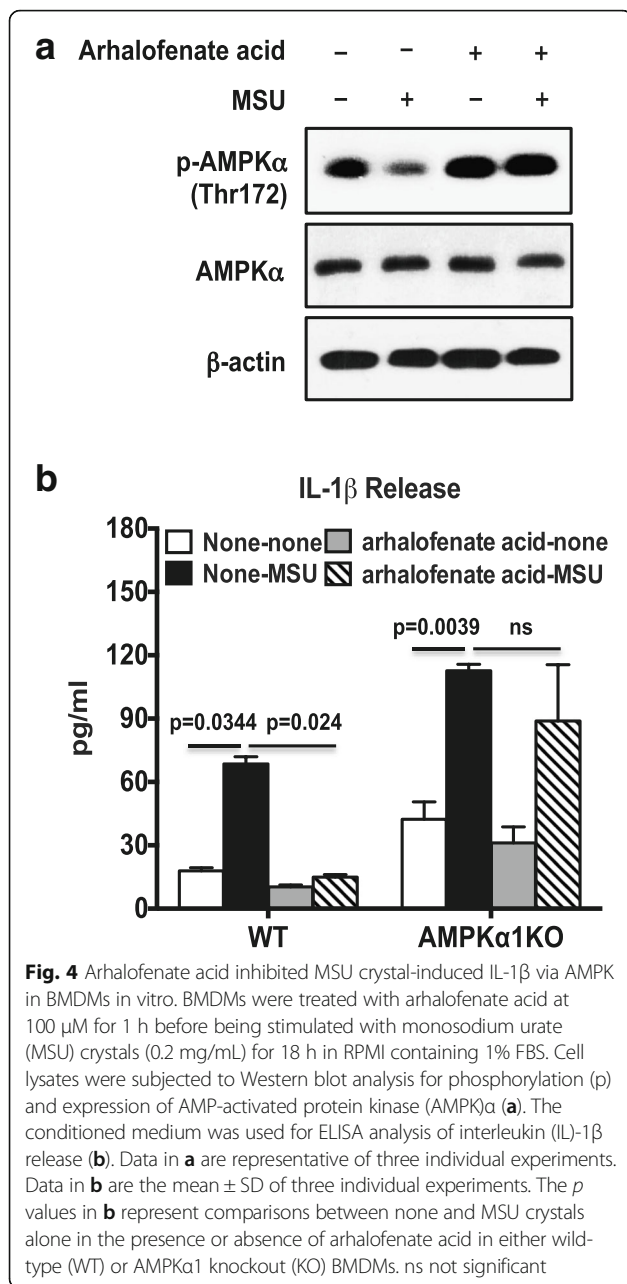 a
Arhalofenate acid − − + +
MSU − + − +
p-AMPKα
(Thr172)
AMPKα
β-actin
b
IL-1β Release
180
150
120
90
60
30
0
pg/ml
None-none arhalofenate acid-none
None-MSU arhalofenate acid-MSU
p=0.0039 ns
p=0.0344 p=0.024
WT AMPKα1KO
Fig. 4 Arhalofenate acid inhibited MSU crystal-induced IL-1β via AMPK
in BMDMs in vitro. BMDMs were treated with arhalofenate acid at
100 μM for 1 h before being stimulated with monosodium urate
(MSU) crystals (0.2 mg/mL) for 18 h in RPMI containing 1% FBS. Cell
lysates were subjected to Western blot analysis for phosphorylation (p)
and expression of AMP-activated protein kinase (AMPK)α (a). The
conditioned medium was used for ELISA analysis of interleukin (IL)-1β
release (b). Data in a are representative of three individual experiments.
Data in b are the mean ± SD of three individual experiments. The p
values in b represent comparisons between none and MSU crystals
alone in the presence or absence of arhalofenate acid in either wild-
type (WT) or AMPKα1 knockout (KO) BMDMs. ns not significant